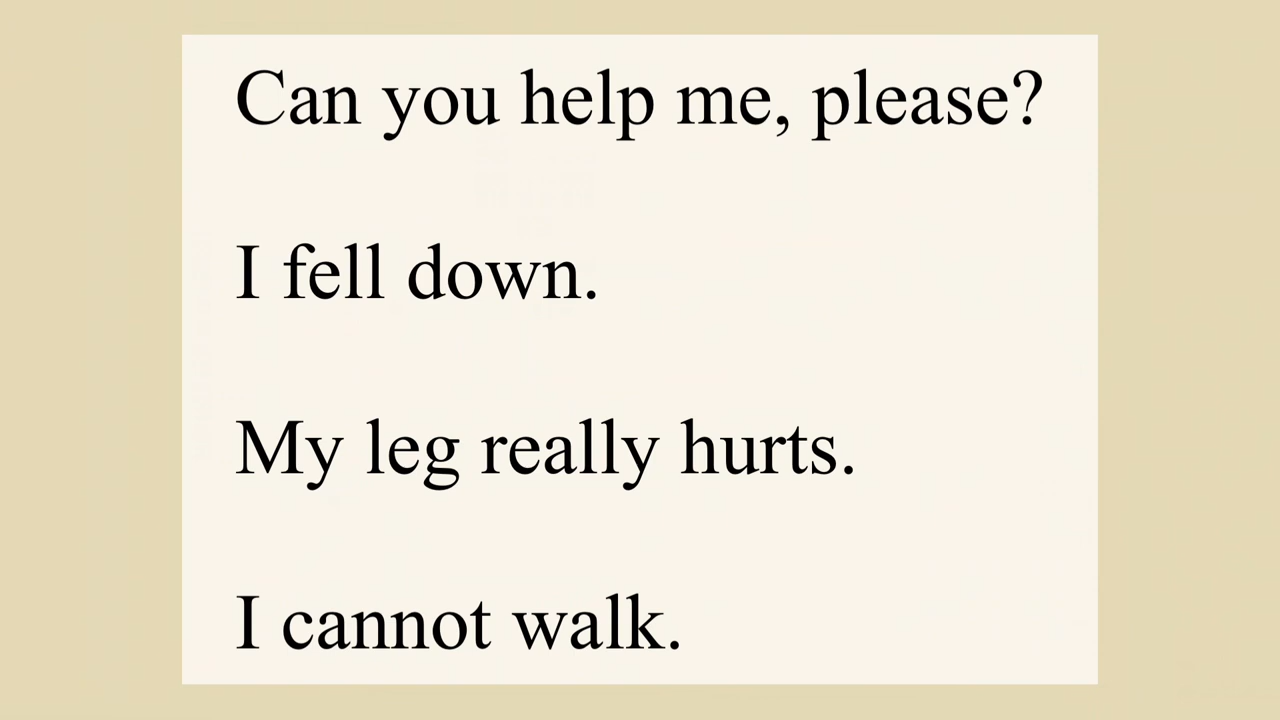 Can you help me, please?
I fell down.
My leg really hurts.
I cannot walk.